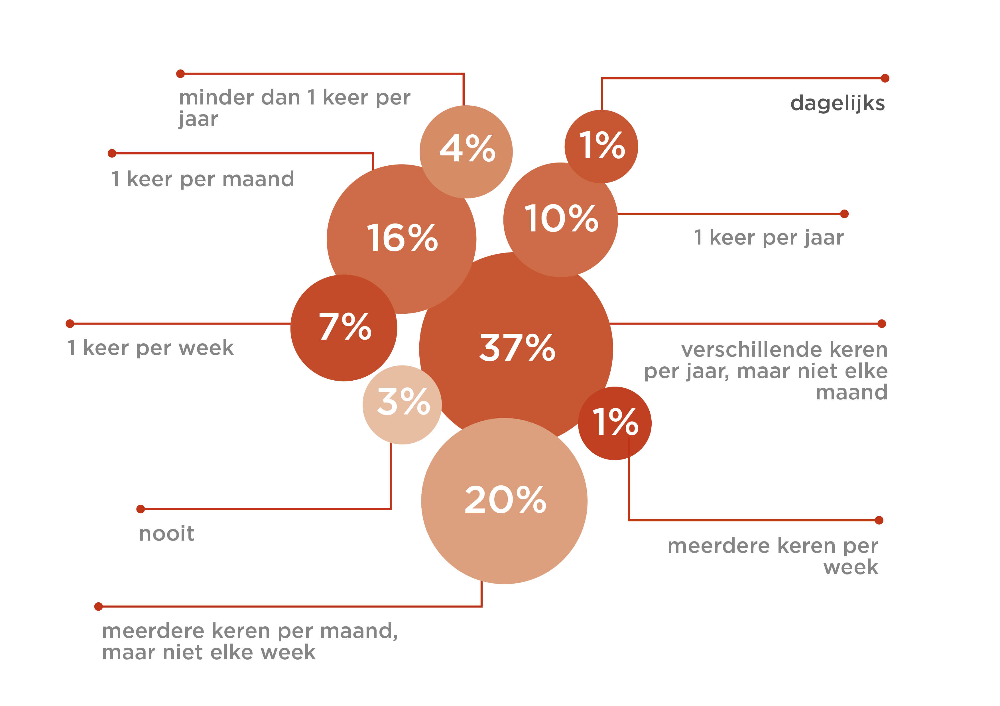 minder dan 1 keer per
jaar
4%
dagelijks
1%
1 keer per maand
16%
10%
1 keer per jaar
7%
1 keer per week
37%
verschillende keren
per jaar, maar niet elke
maand
3%
1%
nooit
20%
meerdere keren per
week
meerdere keren per maand,
maar niet elke week